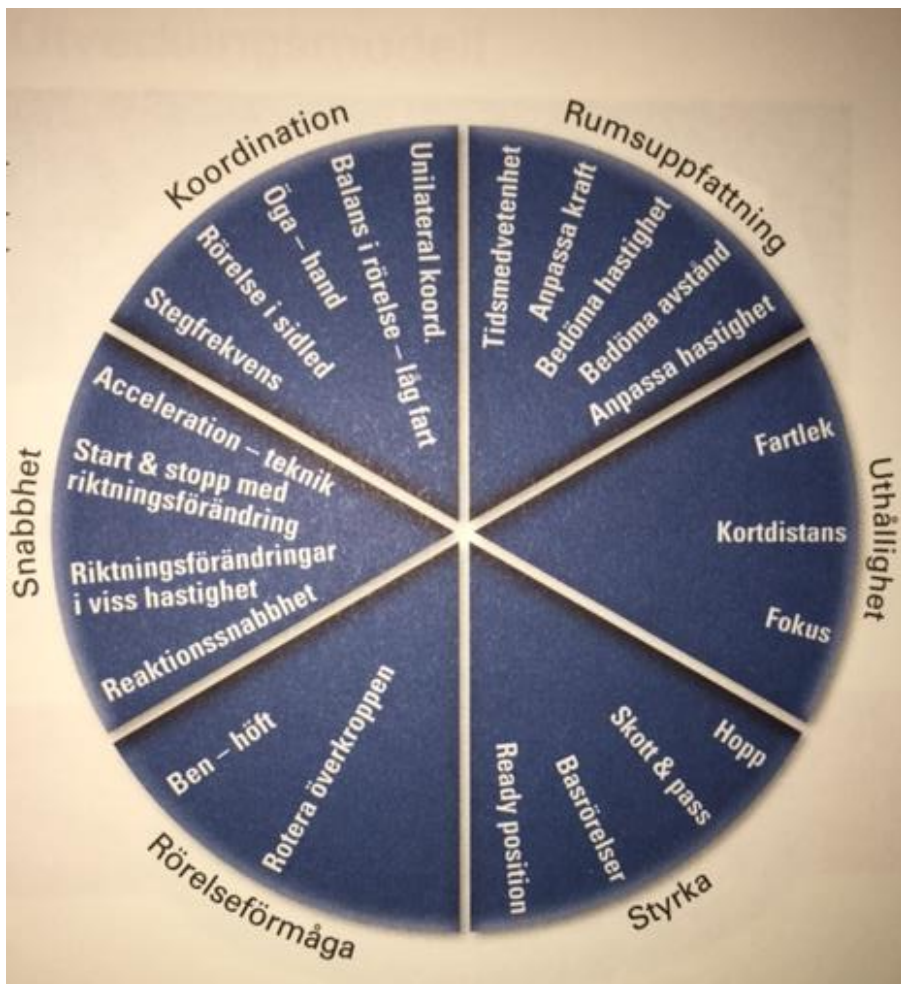 Utvecklingsmodell
Koordination
Stegfrekvens
Rörelse i sidled
Öga – hand
Balans i rörelse – låg fart
Unilateral koord.
Rumsuppfattning
Tidsmedvetenhet
Anpassa kraft
Bedöma hastighet
Bedöma avstånd
Anpassa hastighet
Uthållighet
Fartlek
Kortdistans
Fokus
Styrka
Hopp
Skott & pass
Basrörelser
Ready position
Rörelseförmåga
Rotera överkroppen
Ben – höft
Snabbhet
Acceleration – teknik
Start & stopp med
riktningsförändring
Riktningsförändringar
i viss hastighet
Reaktionssnabbhet